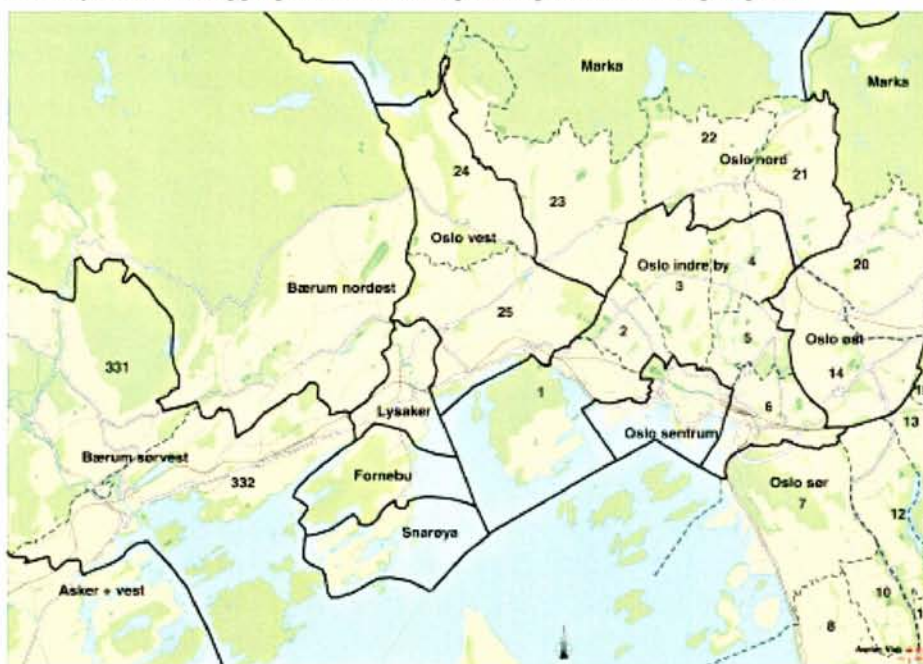 Marka
Marka
22
Oslo nord
21
24
23
Oslo vest
20
4
Oslo indre by
3
Bærum nordøst
25
2
5
Oslo øst
331
14
1
Lysaker
6
13
Oslo sentrum
Bærum sørvest
332
Fornebu
Oslo sør
7
12
Snarøya
Asker + vest
10
8